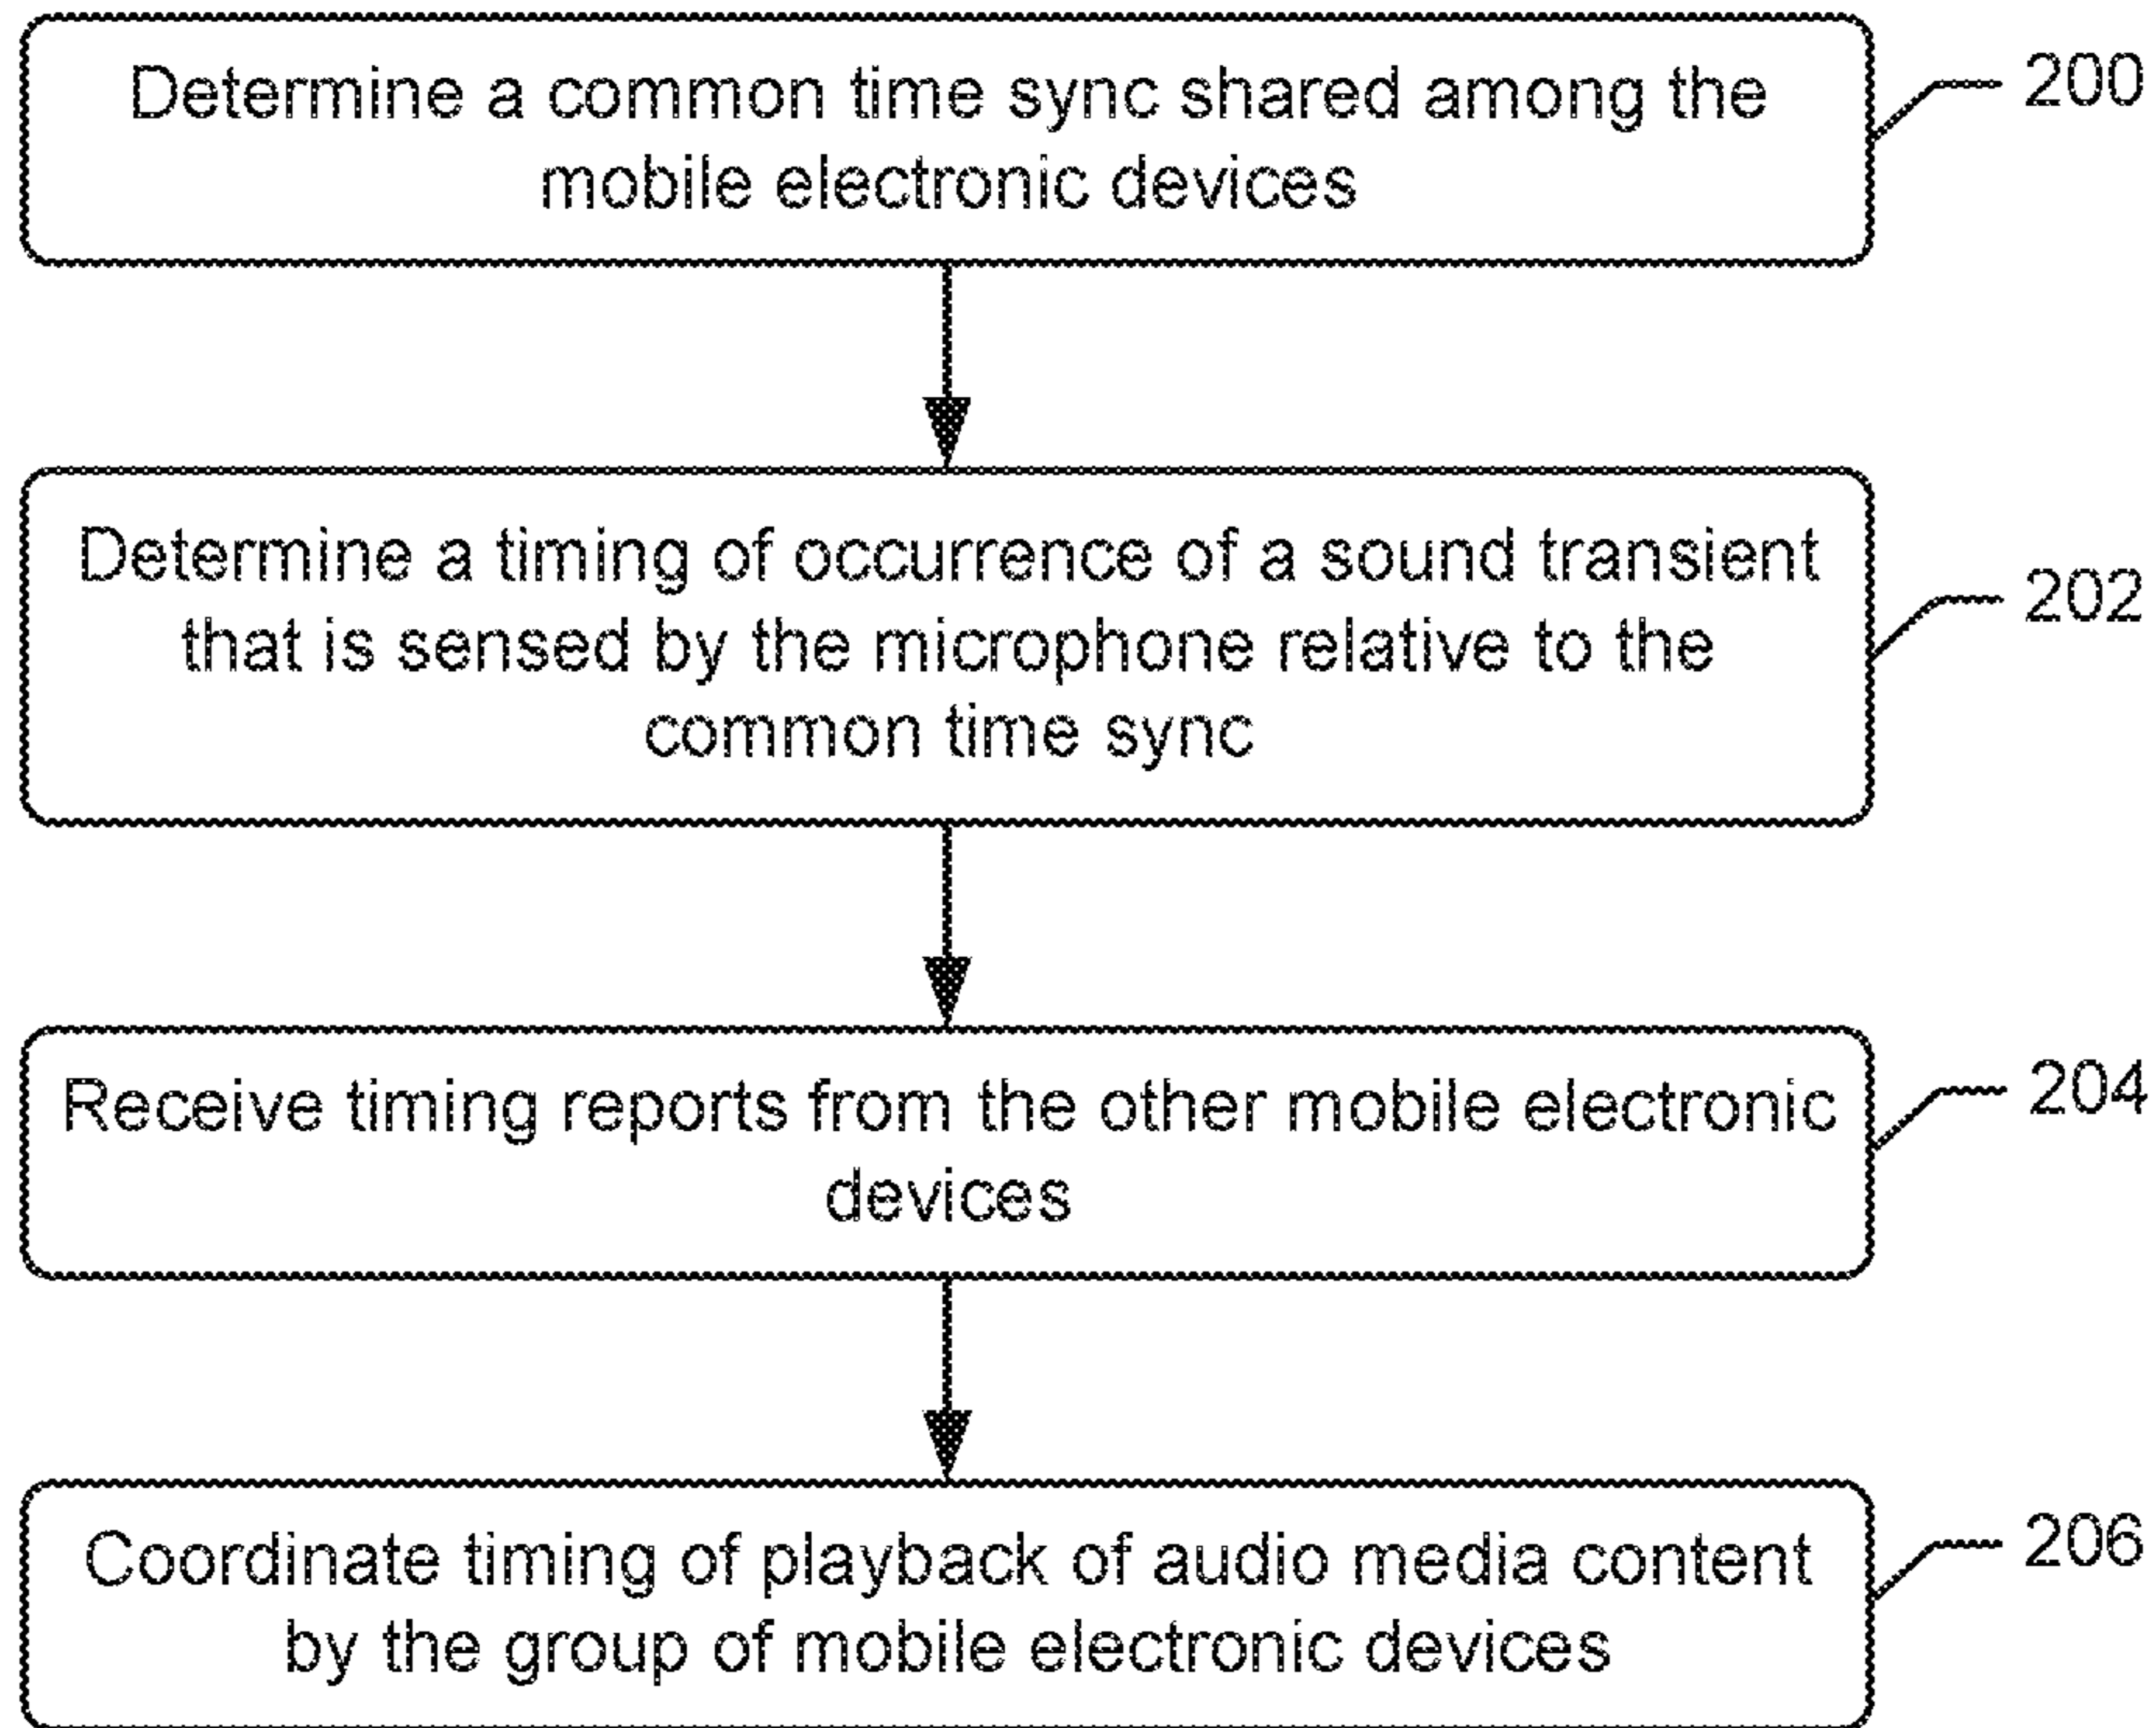 Determine a common time sync shared among the
mobile electronic devices
200
Determine a timing of occurrence of a sound transient
that is sensed by the microphone relative to the
common time sync
202
Receive timing reports from the other mobile electronic
devices
204
Coordinate timing of playback of audio media content
by the group of mobile electronic devices
206